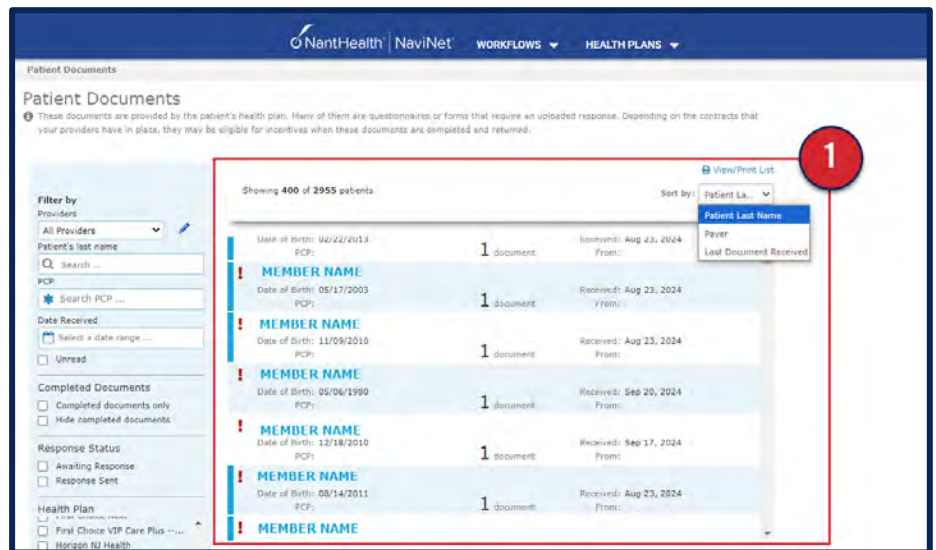 NantHealth® NaviNet® WORKFLOWS HEALTH PLANS
Patient Documents
Patient Documents
These documents are provided by the patient's health plan. Many of them are questionnaires or forms that require an uploaded response. Depending on the contracts that
your providers have in place, they may be eligible for incentives when these documents are completed and returned.
1
View/Print List
Showing 400 of 2955 patients
Sort by: Patient La...
Patient Last Name
Payer
Last Document Received
Filter by
Providers
All Providers
Patient's last name
Search ...
PCP
Search PCP ...
Date Received
Select a date range ...
Unread
Completed Documents
Completed documents only
Hide completed documents
Response Status
Awaiting Response
Response Sent
Health Plan
First Choice VIP Care Plus --...
Horizon NJ Health
Date of Birth: 02/22/2013 1 document Received: Aug 23, 2024
PCP: From:
! MEMBER NAME
Date of Birth: 05/17/2003 1 document Received: Aug 23, 2024
PCP: From:
! MEMBER NAME
Date of Birth: 11/09/2010 1 document Received: Aug 23, 2024
PCP: From:
! MEMBER NAME
Date of Birth: 05/06/1980 1 document Received: Sep 20, 2024
PCP: From:
! MEMBER NAME
Date of Birth: 12/18/2010 1 document Received: Sep 17, 2024
PCP: From:
! MEMBER NAME
Date of Birth: 08/14/2011 1 document Received: Aug 23, 2024
PCP: From:
! MEMBER NAME